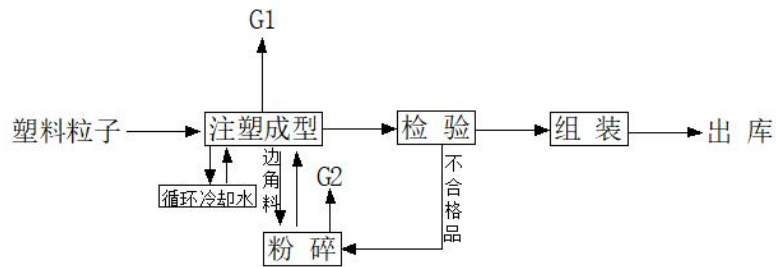 G1
塑料粒子
注塑成型
检 验
组 装
出 库
循环冷却水
边角料
G2
不合格品
粉 碎